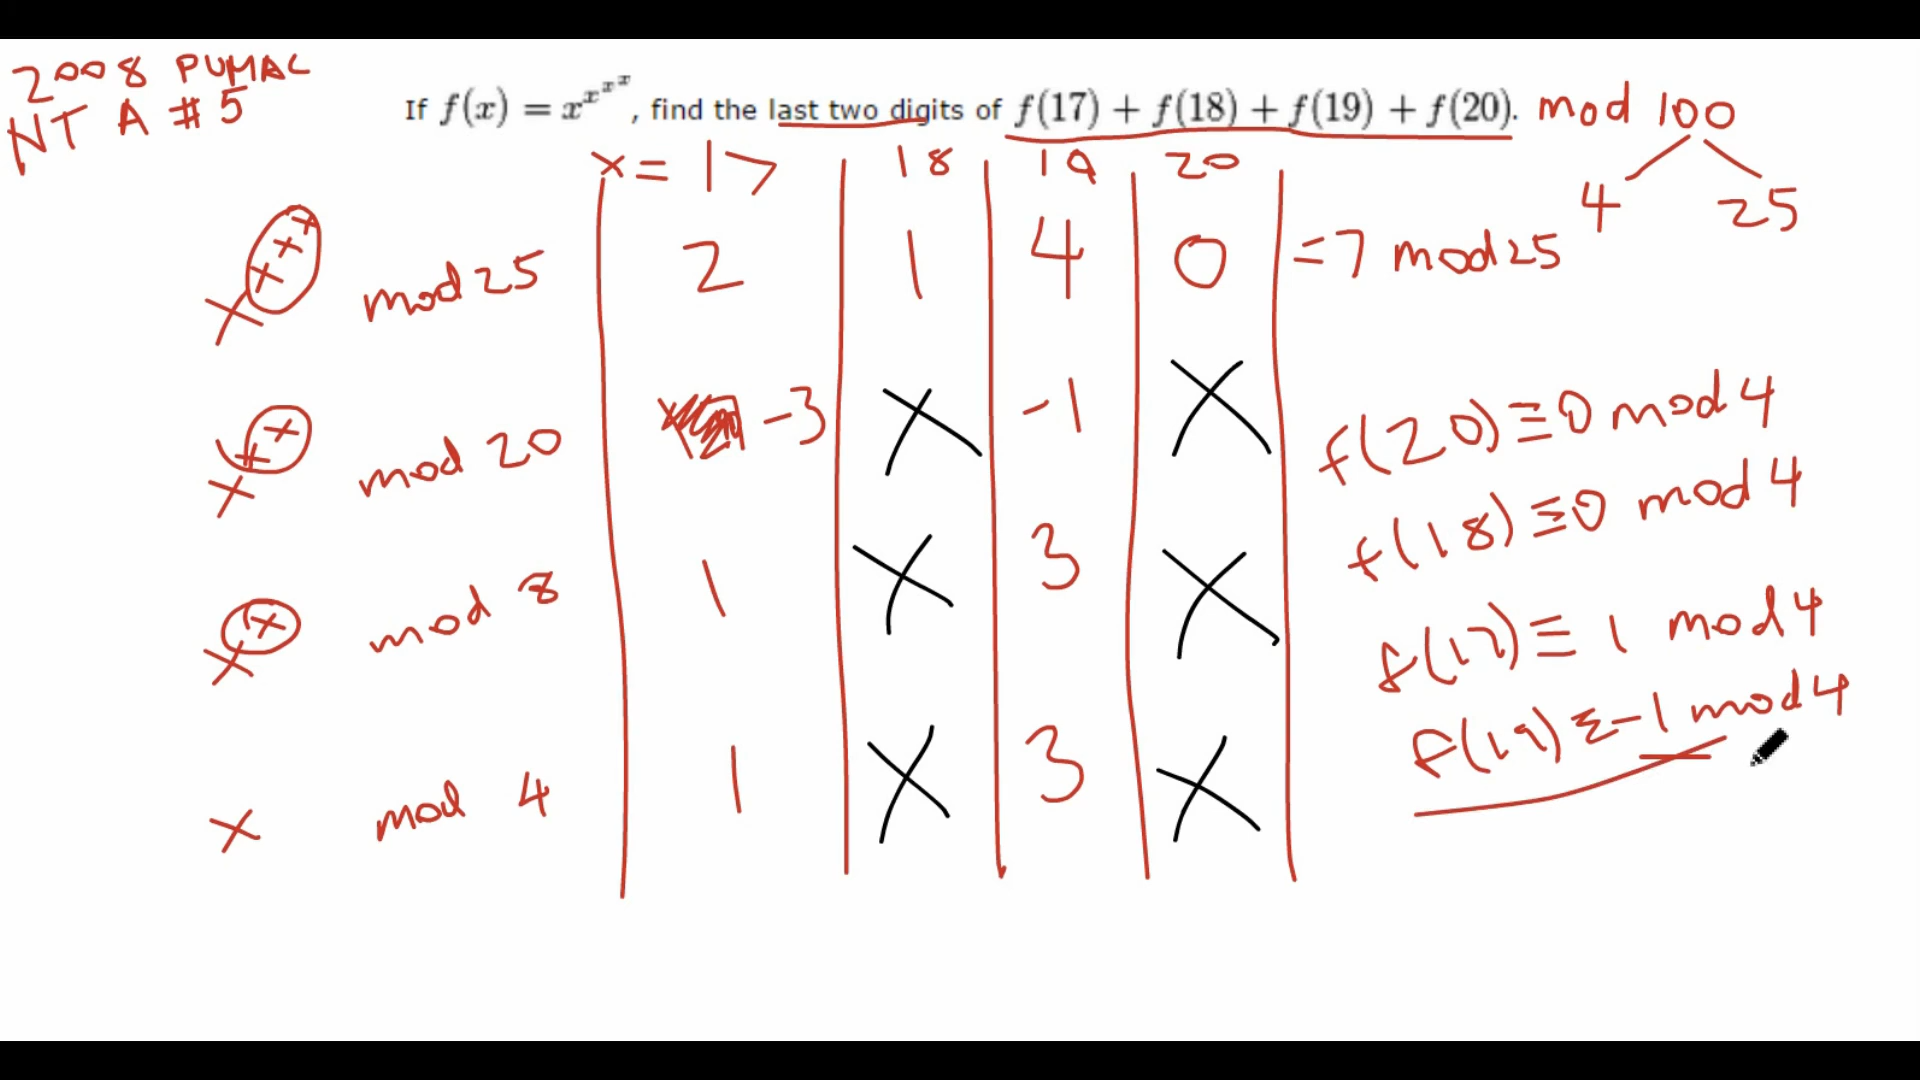 2008 PUMAC
NT A #5
If f(x) = x^{x^{x^x}}, find the last two digits of f(17) + f(18) + f(19) + f(20). mod 100
4 25
x = 17 18 19 20
x^{x^{x^x}} mod 25 2 1 4 0 = 7 mod 25
x^{x^x} mod 20 -3 × -1 ×
x^x mod 8 1 × 3 ×
x mod 4 1 × 3 ×
f(20) ≡ 0 mod 4
f(18) ≡ 0 mod 4
f(17) ≡ 1 mod 4
f(19) ≡ -1 mod 4